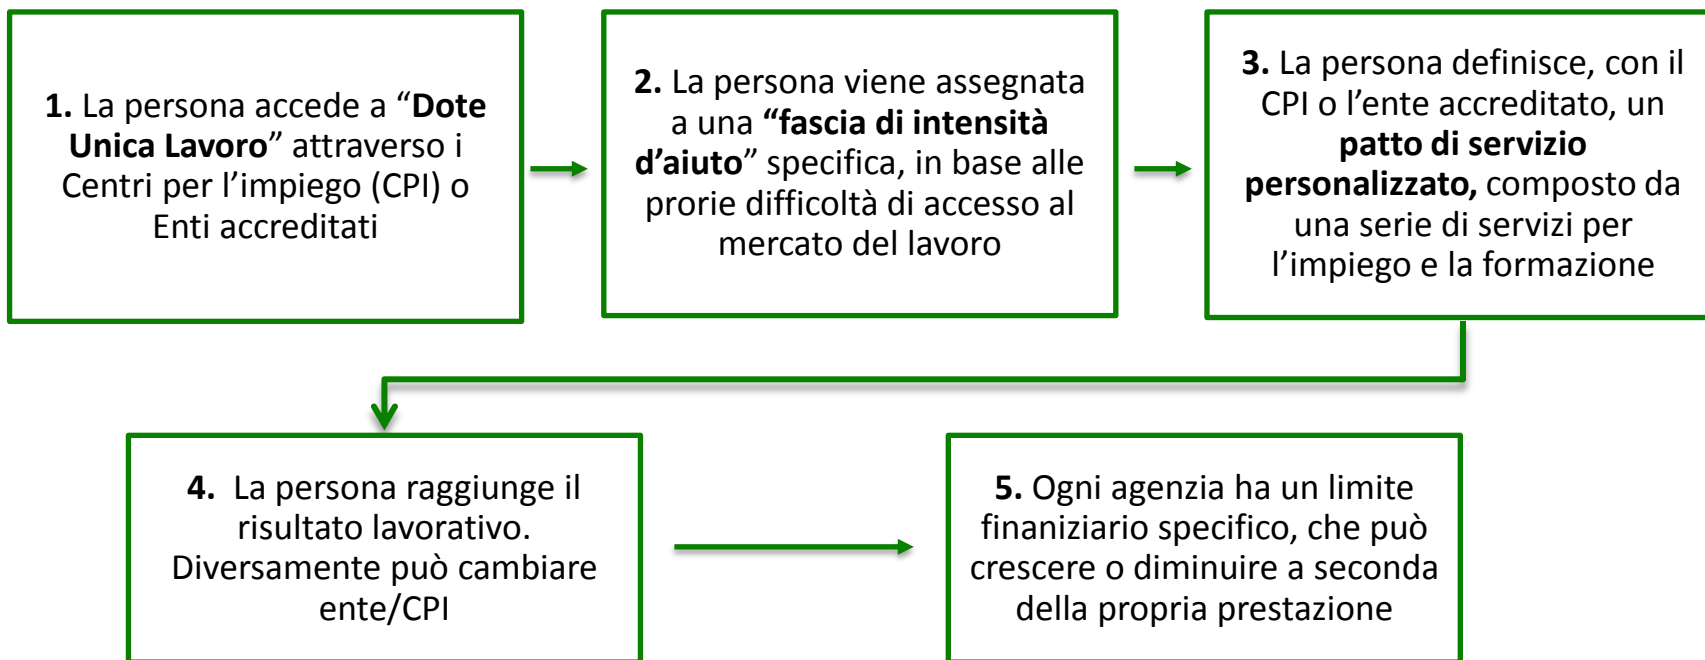 1. La persona accede a “Dote
Unica Lavoro” attraverso i
Centri per l’impiego (CPI) o
Enti accreditati
2. La persona viene assegnata
a una “fascia di intensità
d’aiuto” specifica, in base alle
prorie difficoltà di accesso al
mercato del lavoro
3. La persona definisce, con il
CPI o l’ente accreditato, un
patto di servizio
personalizzato, composto da
una serie di servizi per
l’impiego e la formazione
4. La persona raggiunge il
risultato lavorativo.
Diversamente può cambiare
ente/CPI
5. Ogni agenzia ha un limite
finaniziario specifico, che può
crescere o diminuire a seconda
della propria prestazione